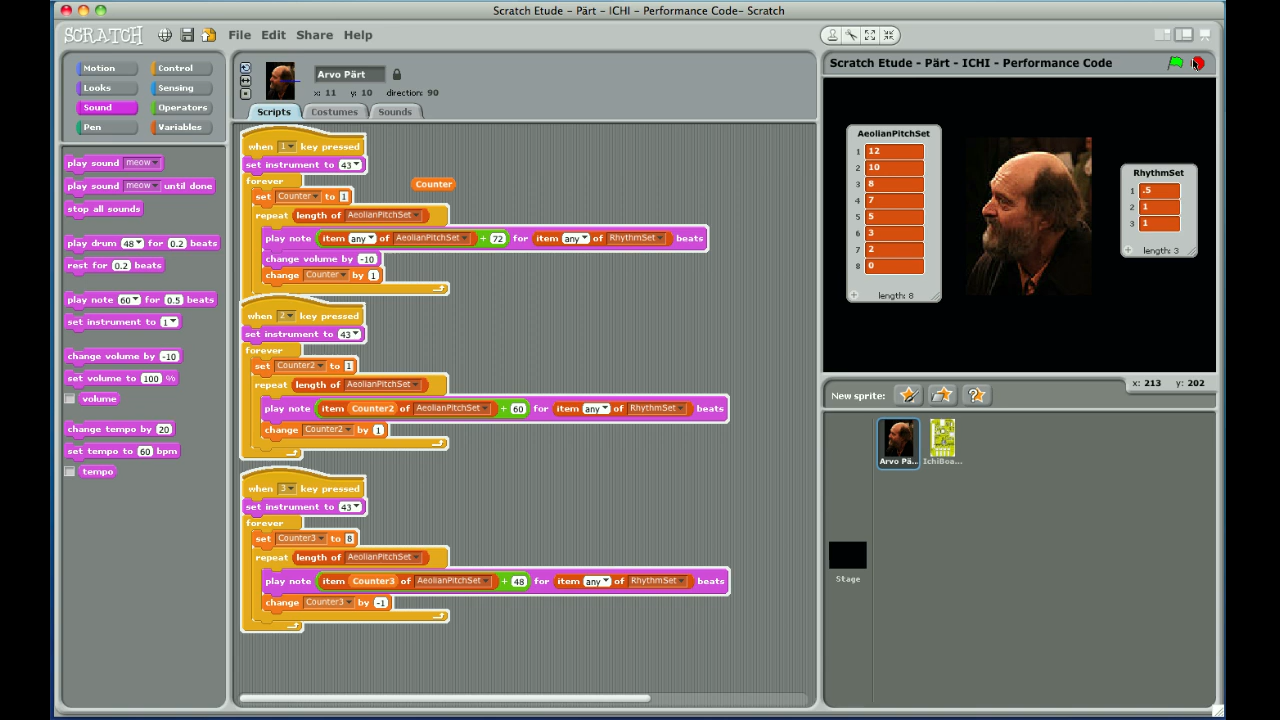 Scratch Etude - Pärt - ICHI - Performance Code- Scratch
SCRATCH File Edit Share Help
Motion Control
Looks Sensing
Sound Operators
Pen Variables
play sound meow
play sound meow until done
stop all sounds
play drum 48 for 0.2 beats
rest for 0.2 beats
play note 60 for 0.5 beats
set instrument to 1
change volume by -10
set volume to 100 %
volume
change tempo by 20
set tempo to 60 bpm
tempo
Arvo Pärt
x: 11 y: 10 direction: 90
Scripts Costumes Sounds
when 1 key pressed
set instrument to 43
forever
Counter
set Counter to 1
repeat length of AeolianPitchSet
play note item any of AeolianPitchSet + 72 for item any of RhythmSet beats
change volume by -10
change Counter by 1
when 2 key pressed
set instrument to 43
forever
set Counter2 to 1
repeat length of AeolianPitchSet
play note item Counter2 of AeolianPitchSet + 60 for item any of RhythmSet beats
change Counter2 by 1
when 3 key pressed
set instrument to 43
forever
set Counter3 to 8
repeat length of AeolianPitchSet
play note item Counter3 of AeolianPitchSet + 48 for item any of RhythmSet beats
change Counter3 by -1
Scratch Etude - Pärt - ICHI - Performance Code
AeolianPitchSet
1 12
2 10
3 8
4 7
5 5
6 3
7 2
8 0
+ length: 8
RhythmSet
1 .5
2 1
3 1
+ length: 3
x: 213 y: 202
New sprite:
Arvo Pä... IchiBoa...
Stage